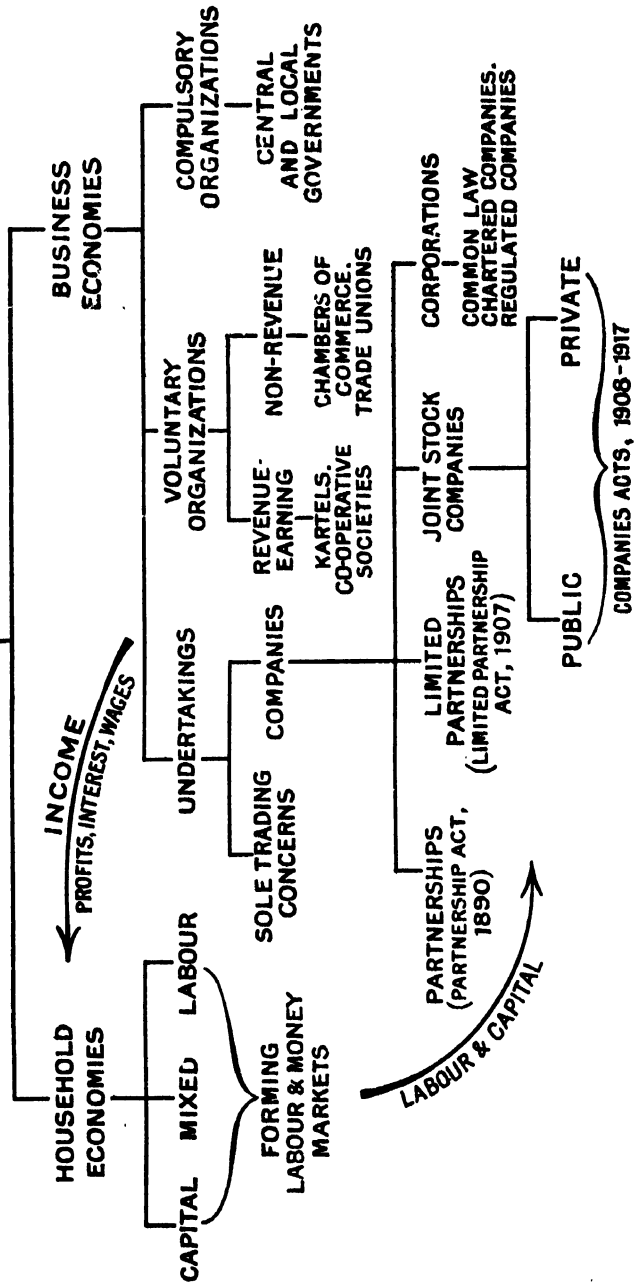 HOUSEHOLD
ECONOMIES
BUSINESS
ECONOMIES
INCOME
PROFITS, INTEREST, WAGES
CAPITAL
MIXED
LABOUR
FORMING
LABOUR & MONEY
MARKETS
LABOUR & CAPITAL
UNDERTAKINGS
VOLUNTARY
ORGANIZATIONS
COMPULSORY
ORGANIZATIONS
SOLE TRADING
CONCERNS
COMPANIES
REVENUE-
EARNING
KARTELS.
CO-OPERATIVE
SOCIETIES
NON-REVENUE
CHAMBERS OF
COMMERCE.
TRADE UNIONS
CENTRAL
AND LOCAL
GOVERNMENTS
PARTNERSHIPS
(PARTNERSHIP ACT,
1890)
LIMITED
PARTNERSHIPS
(LIMITED PARTNERSHIP
ACT, 1907)
JOINT STOCK
COMPANIES
CORPORATIONS
COMMON LAW
CHARTERED COMPANIES.
REGULATED COMPANIES
PUBLIC
PRIVATE
COMPANIES ACTS, 1908-1917